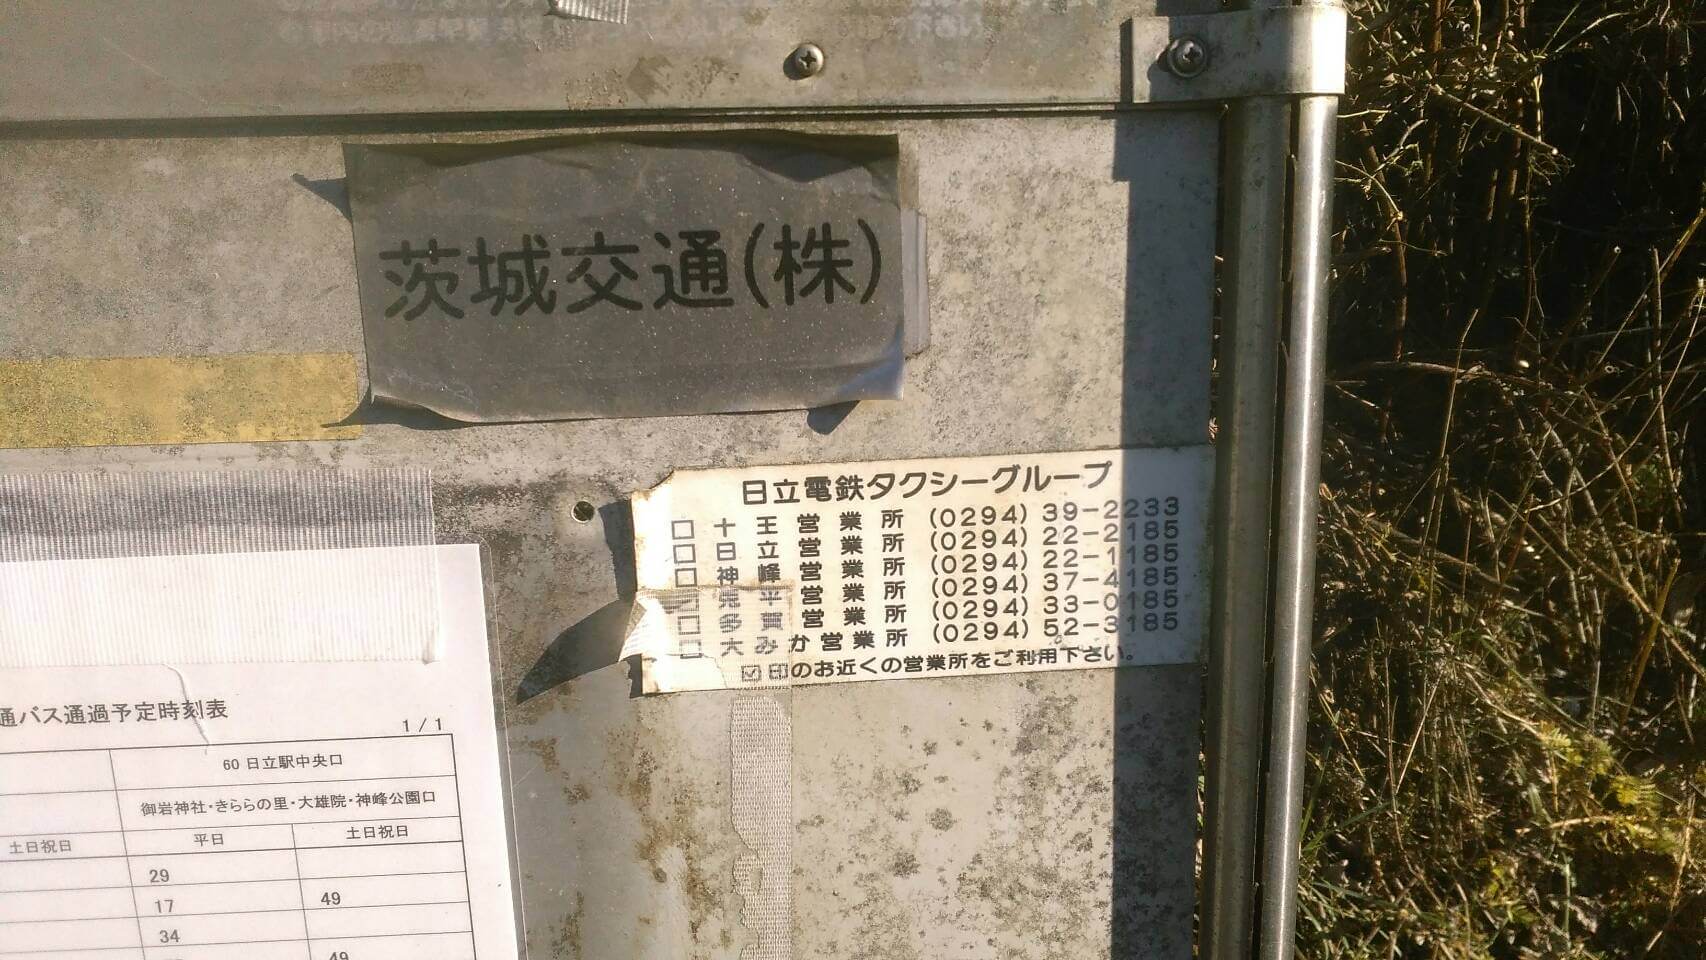 茨城交通(株)
日立電鉄タクシーグループ
□ 十王営業所 (0294) 39-2233
□ 日立営業所 (0294) 22-2185
□ 神峰営業所 (0294) 22-1185
滑平営業所 (0294) 37-4185
□ 多賀営業所 (0294) 33-0185
□ 大みか営業所 (0294) 52-3185
☑印のお近くの営業所をご利用下さい。
通バス通過予定時刻表
1/1
60 日立駅中央口
御岩神社・きららの里・大雄院・神峰公園口
土日祝日 平日 土日祝日
29
17 49
34
49